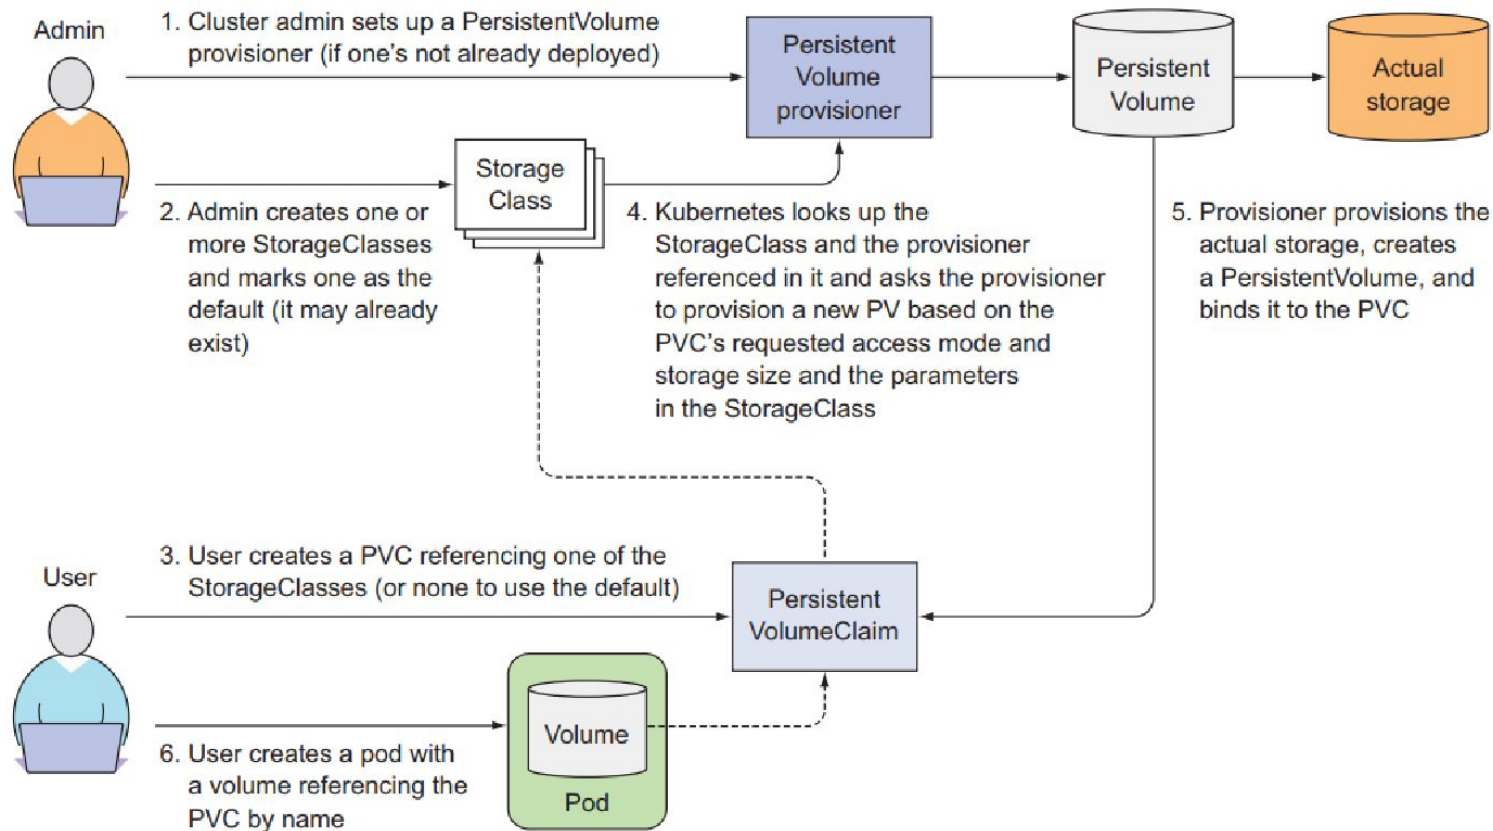 Admin
1. Cluster admin sets up a PersistentVolume
provisioner (if one's not already deployed)
Persistent
Volume
provisioner
Persistent
Volume
Actual
storage
Storage
Class
2. Admin creates one or
more StorageClasses
and marks one as the
default (it may already
exist)
4. Kubernetes looks up the
StorageClass and the provisioner
referenced in it and asks the provisioner
to provision a new PV based on the
PVC's requested access mode and
storage size and the parameters
in the StorageClass
5. Provisioner provisions the
actual storage, creates
a PersistentVolume, and
binds it to the PVC
User
3. User creates a PVC referencing one of the
StorageClasses (or none to use the default)
Persistent
VolumeClaim
Volume
Pod
6. User creates a pod with
a volume referencing the
PVC by name